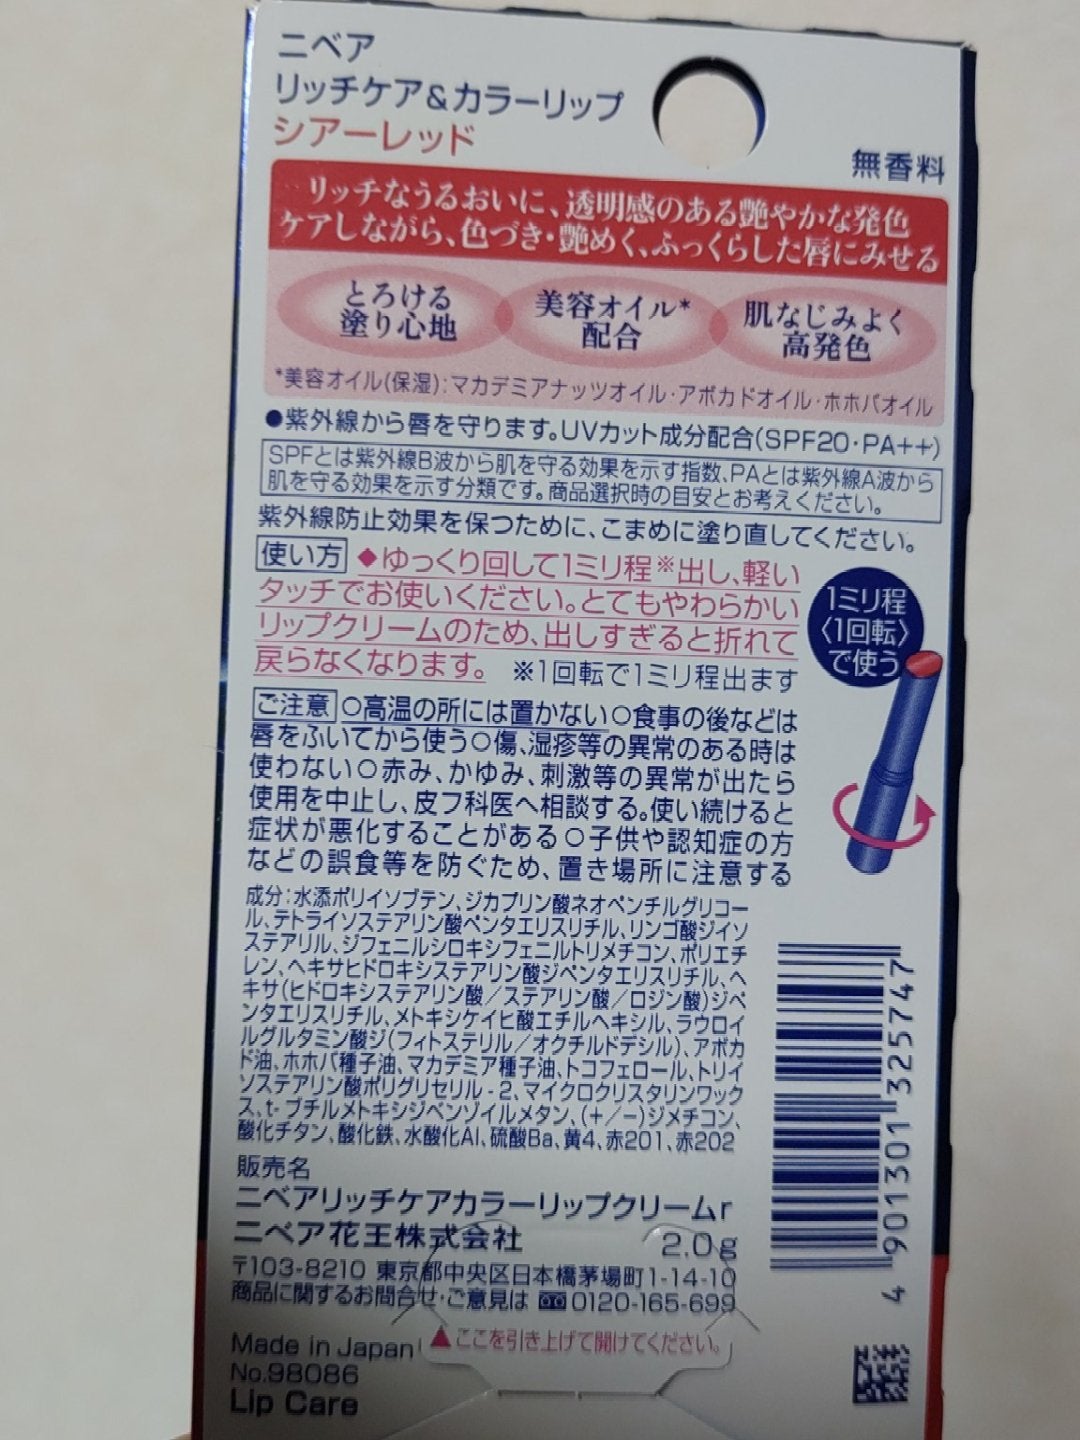 ニベア
リッチケア&カラーリップ
シアーレッド
無香料
リッチなうるおいに、透明感のある艶やかな発色
ケアしながら、色づき・艶めく、ふっくらした唇にみせる
とろける
塗り心地
美容オイル*
配合
肌なじみよく
高発色
*美容オイル(保湿):マカデミアナッツオイル・アボカドオイル・ホホバオイル
●紫外線から唇を守ります。UVカット成分配合(SPF20・PA++)
SPFとは紫外線B波から肌を守る効果を示す指数、PAとは紫外線A波から
肌を守る効果を示す分類です。商品選択時の目安とお考えください。
紫外線防止効果を保つために、こまめに塗り直してください。
使い方 ◆ゆっくり回して1ミリ程※出し、軽い
タッチでお使いください。とてもやわらかい
リップクリームのため、出しすぎると折れて
戻らなくなります。 ※1回転で1ミリ程出ます
1ミリ程
〈1回転〉
で使う
ご注意 ○高温の所には置かない○食事の後などは
唇をふいてから使う○傷、湿疹等の異常のある時は
使わない○赤み、かゆみ、刺激等の異常が出たら
使用を中止し、皮フ科医へ相談する。使い続けると
症状が悪化することがある○子供や認知症の方
などの誤食等を防ぐため、置き場所に注意する
成分:水添ポリイソブテン、ジカプリン酸ネオペンチルグリコー
ル、テトライソステアリン酸ペンタエリスリチル、リンゴ酸ジイソ
ステアリル、ジフェニルシロキシフェニルトリメチコン、ポリエチ
レン、ヘキサヒドロキシステアリン酸ジペンタエリスリチル、ヘ
キサ(ヒドロキシステアリン酸/ステアリン酸/ロジン酸)ジペ
ンタエリスリチル、メトキシケイヒ酸エチルヘキシル、ラウロイ
ルグルタミン酸ジ(フィトステリル/オクチルドデシル)、アボカ
ド油、ホホバ種子油、マカデミア種子油、トコフェロール、トリイ
ソステアリン酸ポリグリセリル-2、マイクロクリスタリンワック
ス、t-ブチルメトキシジベンゾイルメタン、(+/-)ジメチコン、
酸化チタン、酸化鉄、水酸化Al、硫酸Ba、黄4、赤201、赤202
販売名
ニベアリッチケアカラーリップクリームr
ニベア花王株式会社 2.0g
〒103-8210 東京都中央区日本橋茅場町1-14-10
商品に関するお問合せ・ご意見は 0120-165-699
▲ここを引き上げて開けてください。
Made in Japan
No.98086
Lip Care
4 901301 325747